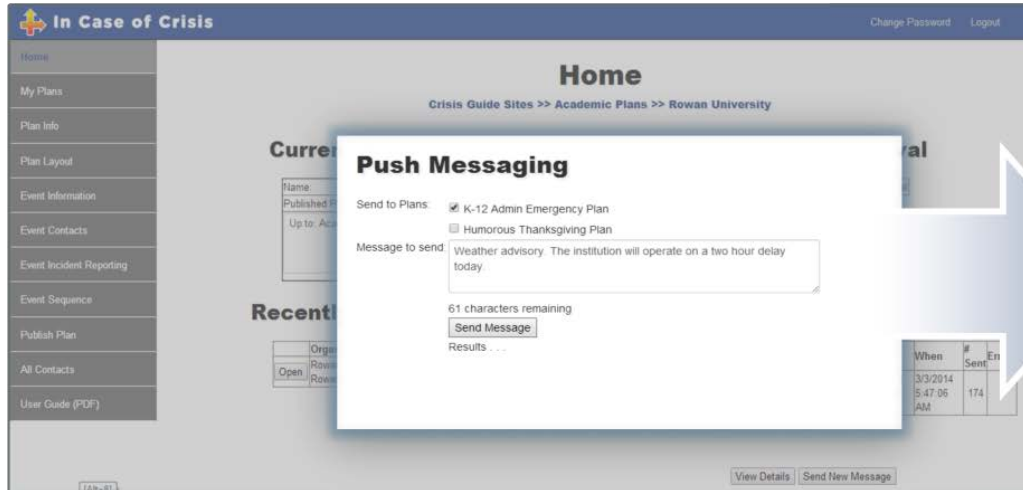 In Case of Crisis
Change Password Logout
Home
My Plans
Plan Info
Plan Layout
Event Information
Event Contacts
Event Incident Reporting
Event Sequence
Publish Plan
All Contacts
User Guide (PDF)
Home
Crisis Guide Sites >> Academic Plans >> Rowan University
Name
Push Messaging
Send to Plans:
K-12 Admin Emergency Plan
Humorous Thanksgiving Plan
Message to send:
Weather advisory. The institution will operate on a two hour delay
today.
61 characters remaining
Send Message
Results . . .
Open
When # Sent
3/3/2014
5:47:06
AM
174
View Details Send New Message